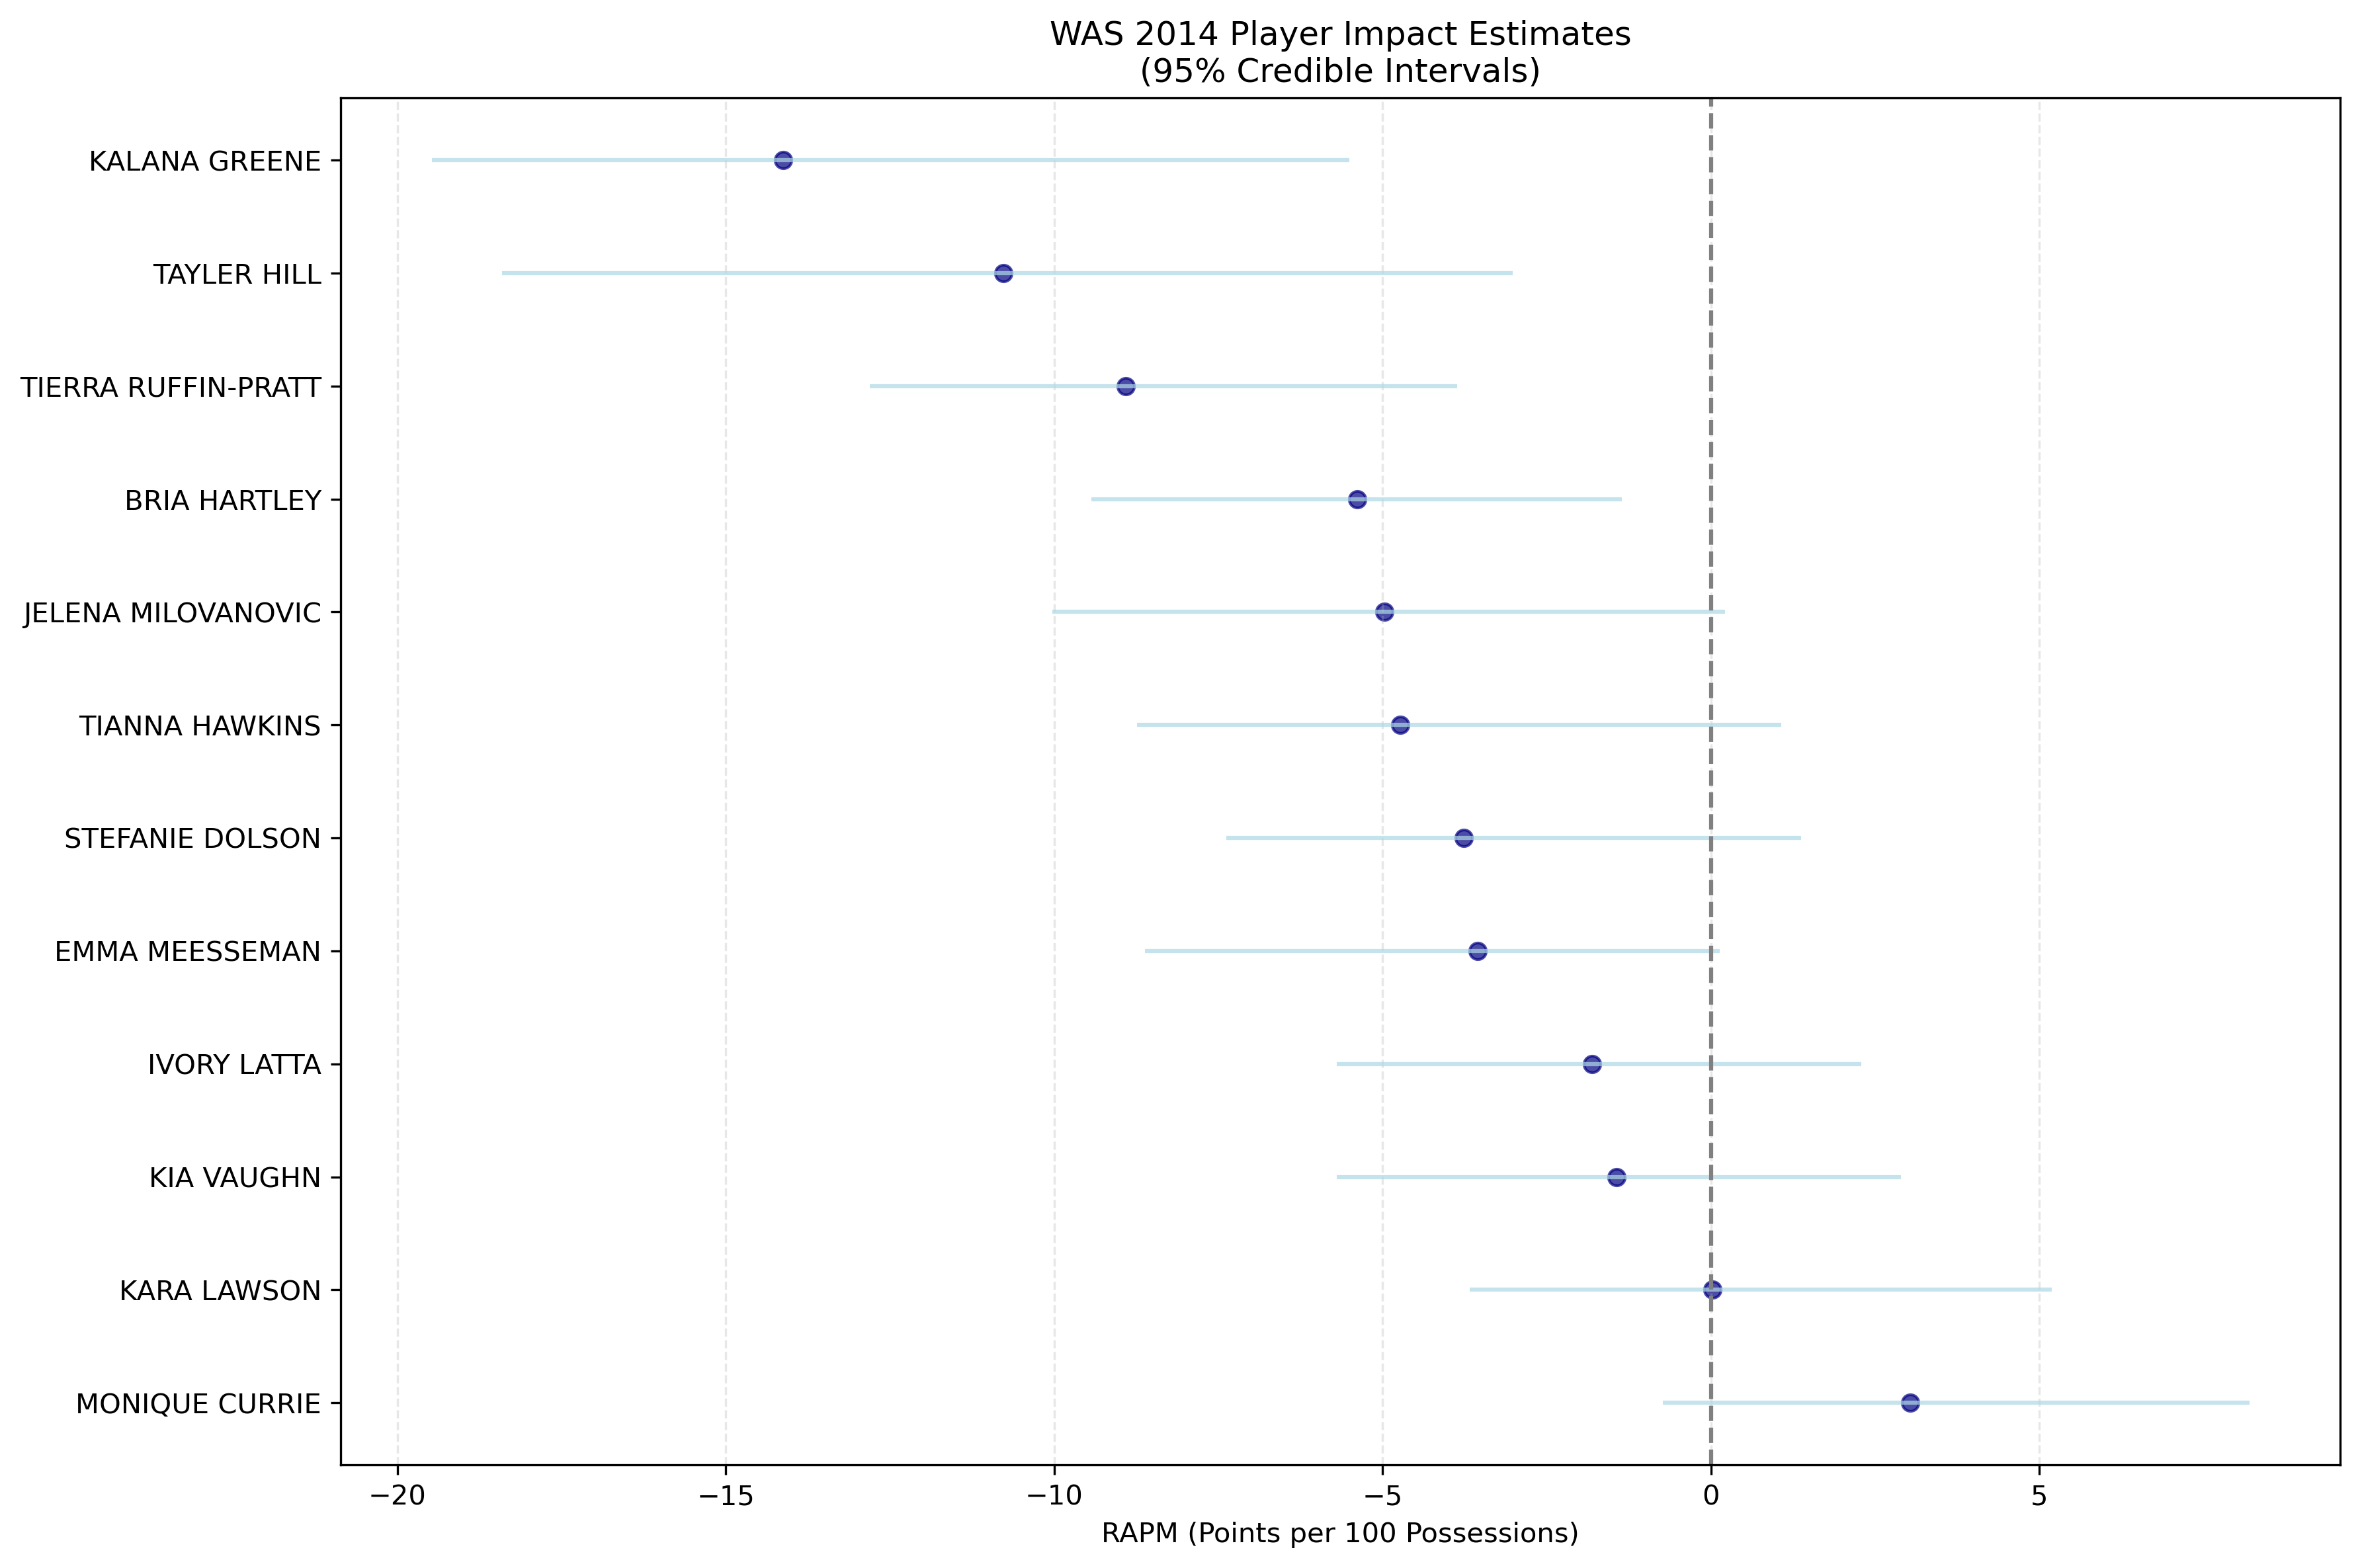 WAS 2014 Player Impact Estimates
(95% Credible Intervals)
KALANA GREENE
TAYLER HILL
TIERRA RUFFIN-PRATT
BRIA HARTLEY
JELENA MILOVANOVIC
TIANNA HAWKINS
STEFANIE DOLSON
EMMA MEESSEMAN
IVORY LATTA
KIA VAUGHN
KARA LAWSON
MONIQUE CURRIE
−20 −15 −10 −5 0 5
RAPM (Points per 100 Possessions)